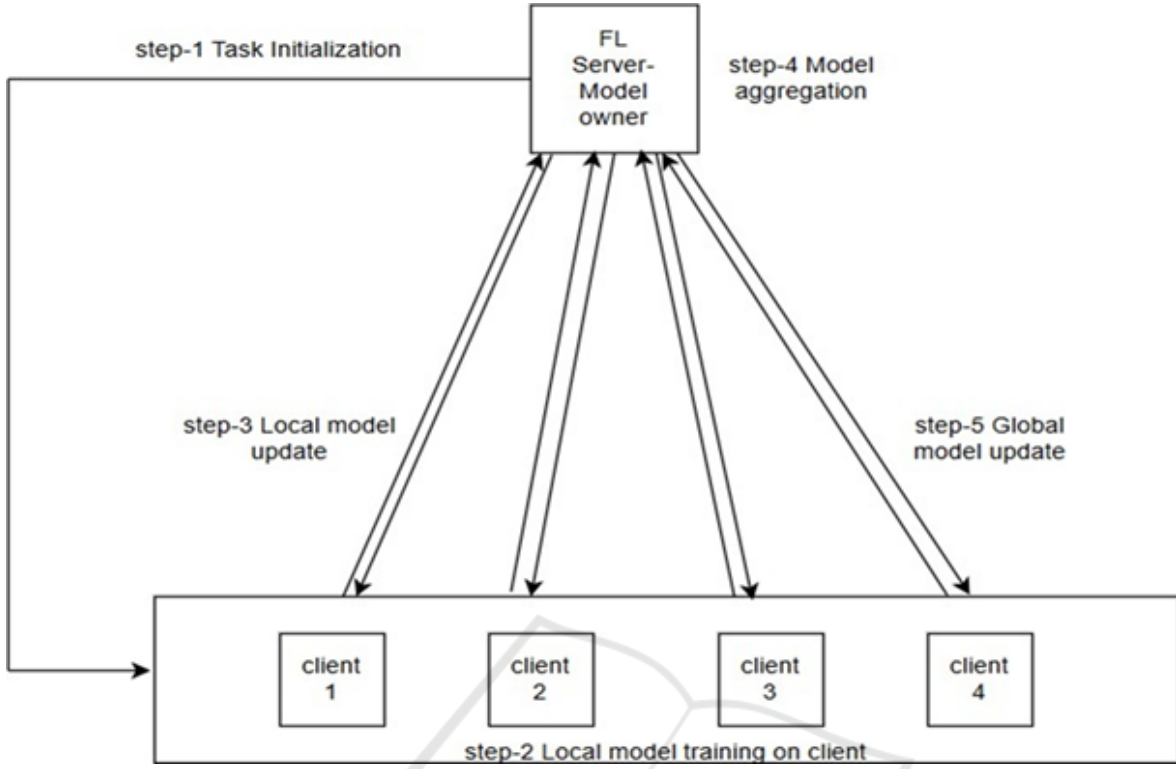 step-1 Task Initialization
FL
Server-
Model
owner
step-4 Model
aggregation
step-3 Local model
update
step-5 Global
model update
client
1
client
2
client
3
client
4
step-2 Local model training on client